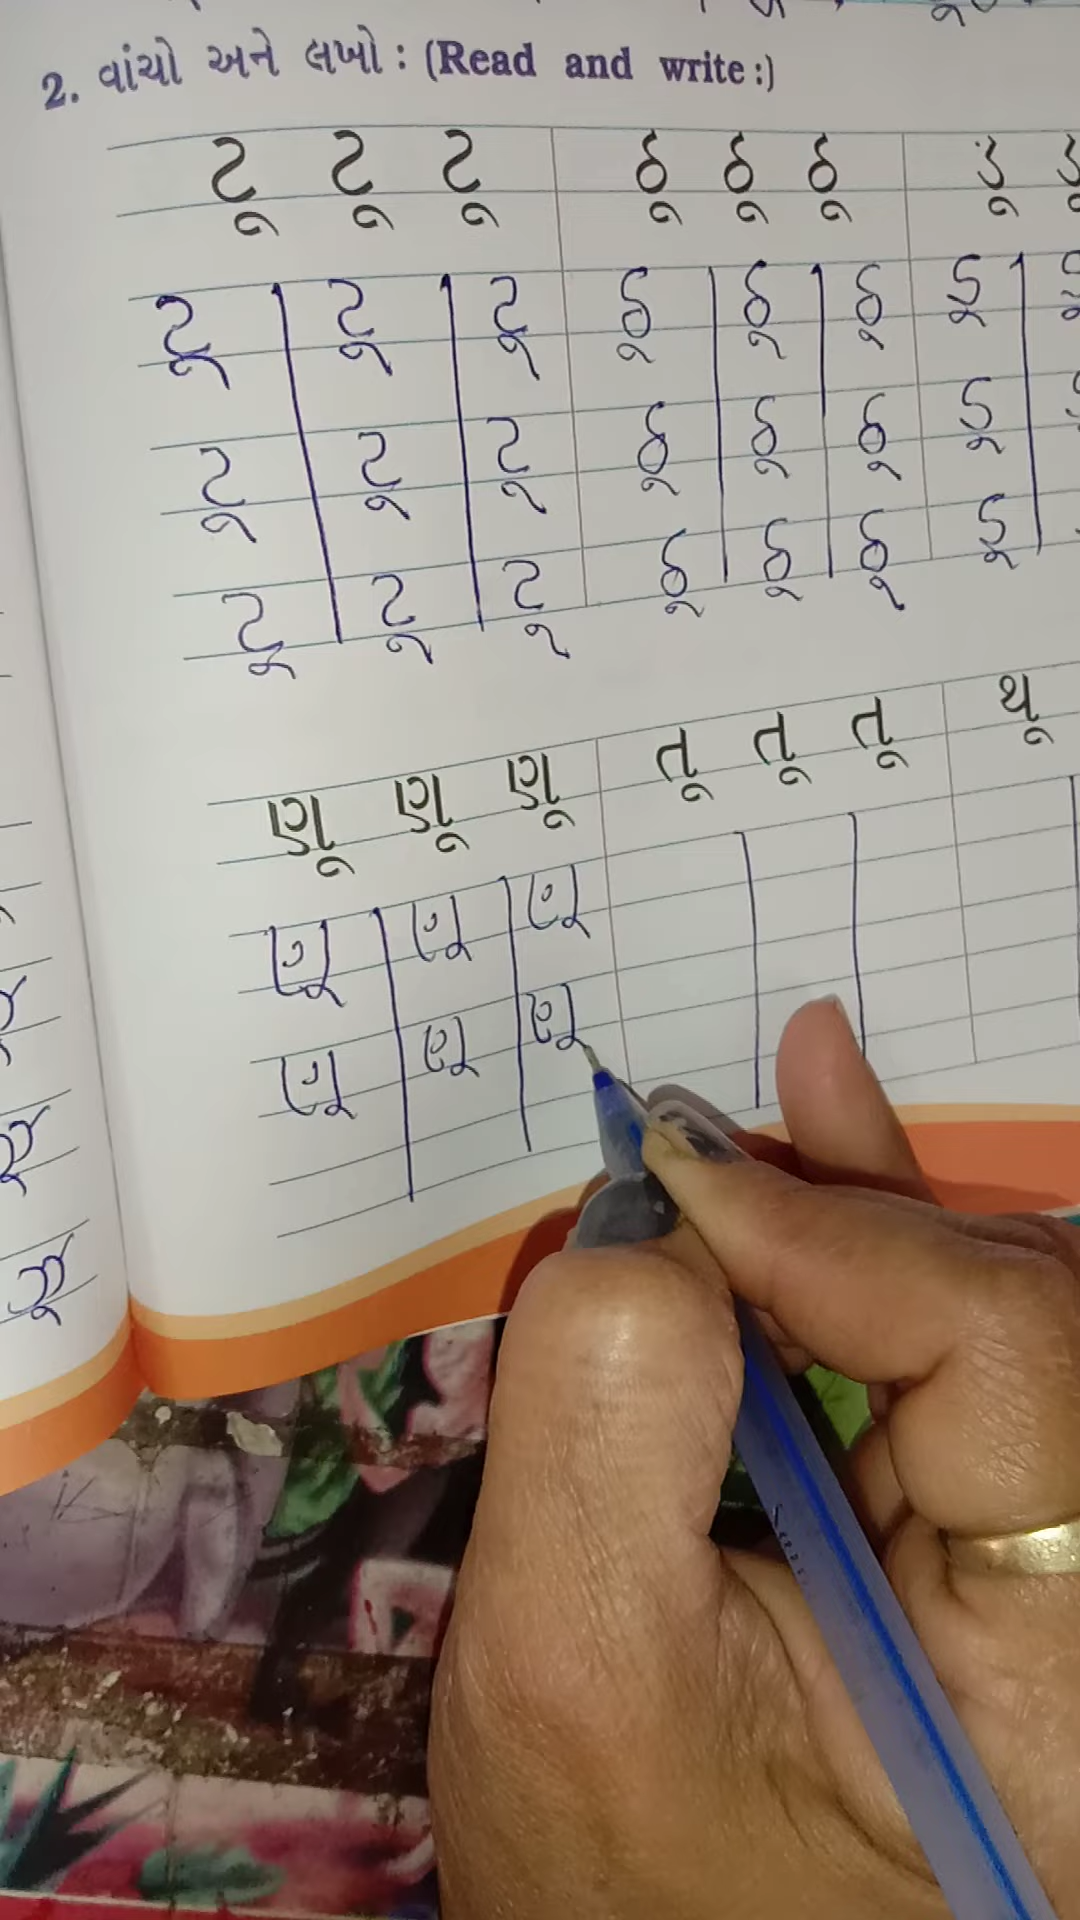 2. વાંચો અને લખો : (Read and write :)
ટૂ ટૂ ટૂ ઠૂ ઠૂ ઠૂ ડૂ
ટૂ ટૂ ટૂ ઠૂ ઠૂ ઠૂ ડૂ
ટૂ ટૂ ટૂ ઠૂ ઠૂ ઠૂ ડૂ
ટૂ ટૂ ટૂ ઠૂ ઠૂ ઠૂ ડૂ
ણૂ ણૂ ણૂ તૂ તૂ તૂ થૂ
ણૂ ણૂ ણૂ
ણૂ ણૂ ણૂ